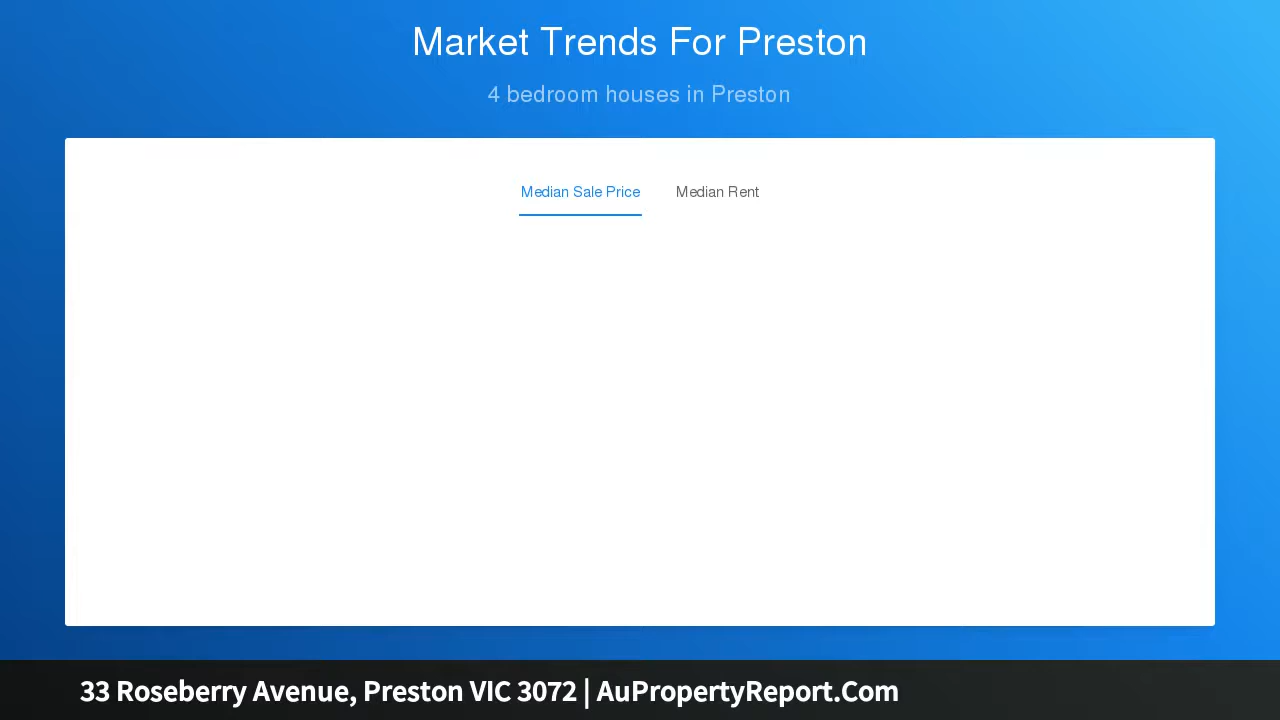 Market Trends For Preston
4 bedroom houses in Preston
Median Sale Price Median Rent
33 Roseberry Avenue, Preston VIC 3072 | AuPropertyReport.Com